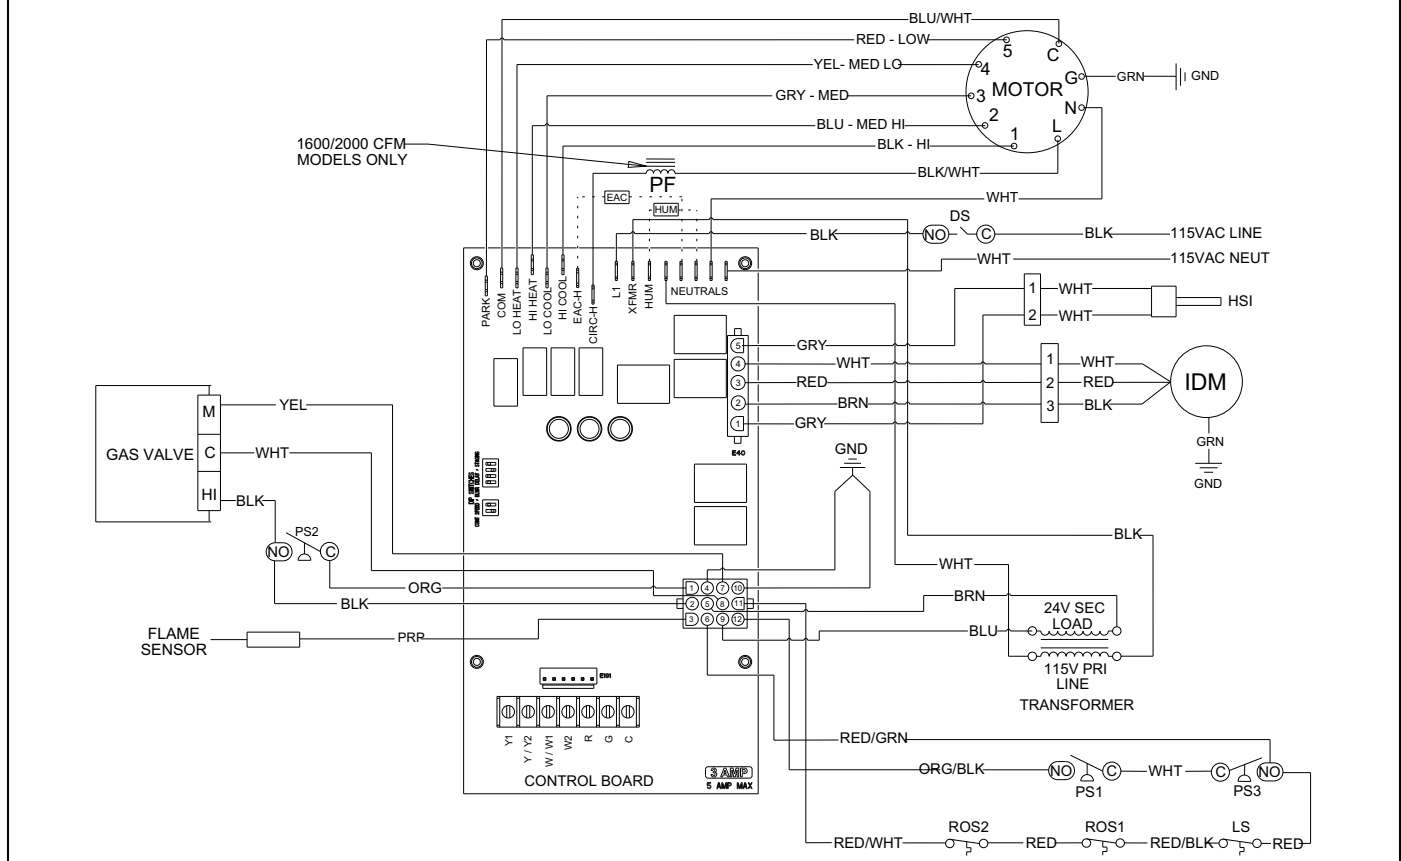 BLU/WHT
RED - LOW
YEL- MED LO
GRY - MED
BLU - MED HI
BLK - HI
BLK/WHT
WHT
5
C
4
G
3
MOTOR
N
2
L
1
GRN
GND
1600/2000 CFM
MODELS ONLY
PF
EAC
HUM
BLK
NO
DS
C
BLK
115VAC LINE
WHT
115VAC NEUT
PARK
COM
LO HEAT
HI HEAT
LO COOL
HI COOL
EAC-H
CIRC-H
L1
XFMR
HUM
NEUTRALS
1
WHT
HSI
2
WHT
5
GRY
4
WHT
1
WHT
3
RED
2
RED
IDM
2
BRN
3
BLK
1
GRY
E40
GRN
GND
GAS VALVE
M
YEL
C
WHT
HI
BLK
DIP SWITCHES
GND
PS2
NO
C
ORG
BLK
FLAME
SENSOR
PRP
1
4
7
10
2
5
8
11
3
6
9
12
BLK
WHT
BRN
BLU
24V SEC
LOAD
115V PRI
LINE
TRANSFORMER
E191
Y1
Y / Y2
W / W1
W2
R
G
C
CONTROL BOARD
3 AMP
5 AMP MAX
RED/GRN
ORG/BLK
NO
C
PS1
WHT
C
NO
PS3
RED/WHT
ROS2
RED
ROS1
RED/BLK
LS
RED